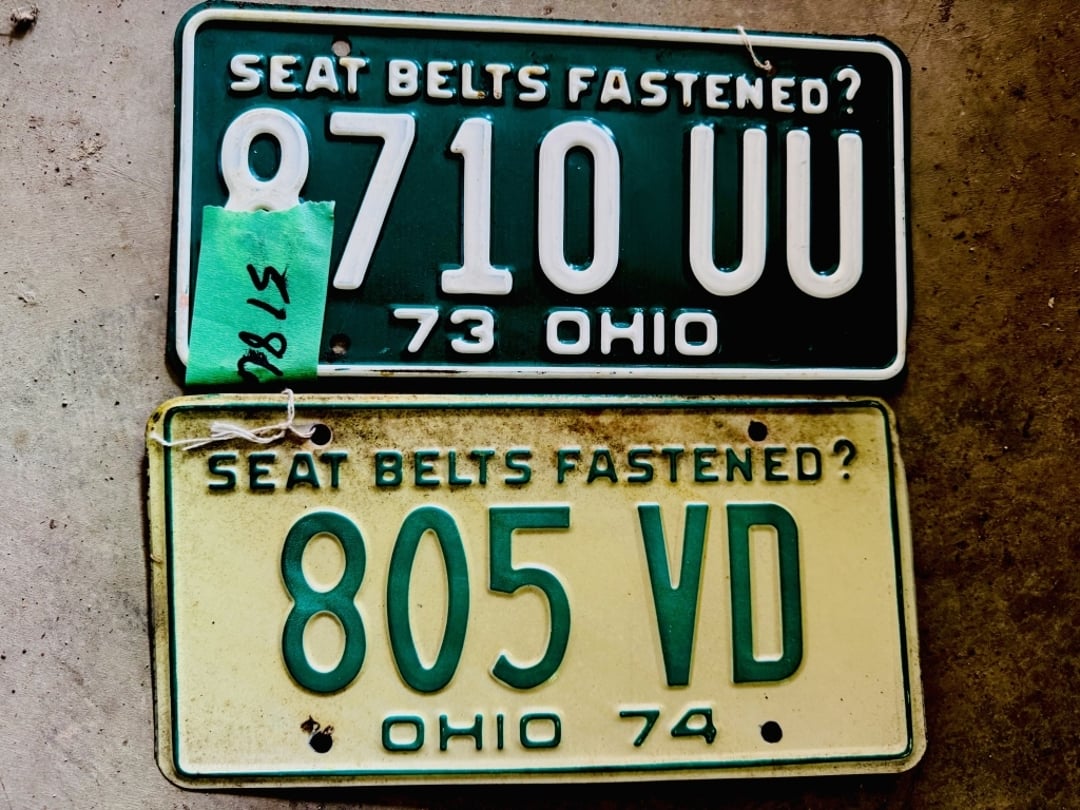 SEAT BELTS FASTENED?
8710 UU
73 OHIO
SEAT BELTS FASTENED?
805 VD
OHIO 74